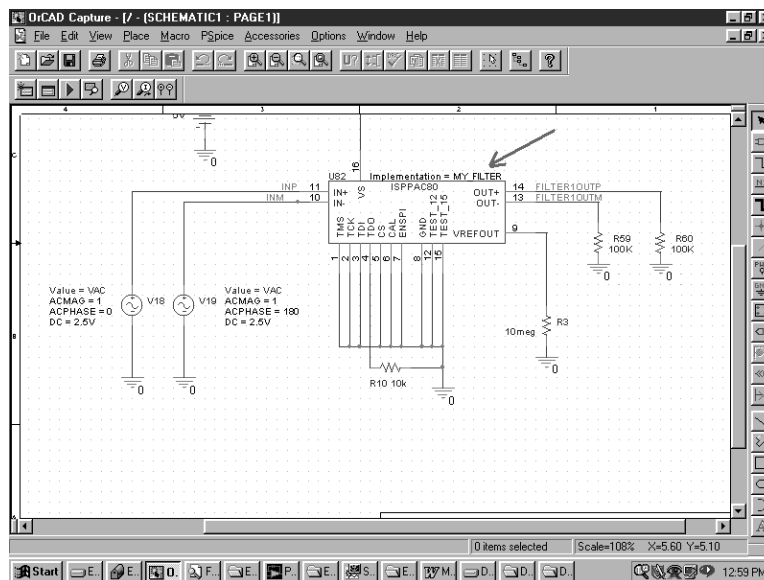 OrCAD Capture - [/ - (SCHEMATIC1 : PAGE1)]
File Edit View Place Macro PSpice Accessories Options Window Help
U?
4 3 2 1
C
0
16
U82
Implementation = MY_FILTER
ISPPAC80
INP 11 IN+
INM 10 IN-
VS
OUT+ 14 FILTER1OUTP
OUT- 13 FILTER1OUTM
VREFOUT 9
TMS
TCK
TDI
TDO
CS
CAL
ENSPI
GND
TEST_12
TEST_15
1 2 3 4 5 6 7 8 12 15
R59
100K
R60
100K
0
0
Value = VAC
ACMAG = 1
ACPHASE = 0
DC = 2.5V
V18
V19
Value = VAC
ACMAG = 1
ACPHASE = 180
DC = 2.5V
10meg
R3
B
0
0
0
R10 10k
0
0 items selected
Scale=108% X=5.60 Y=5.10
Start E.. E.. O. F... E... P.. E... S.. E... M.. D... D... D...
12:59 PM